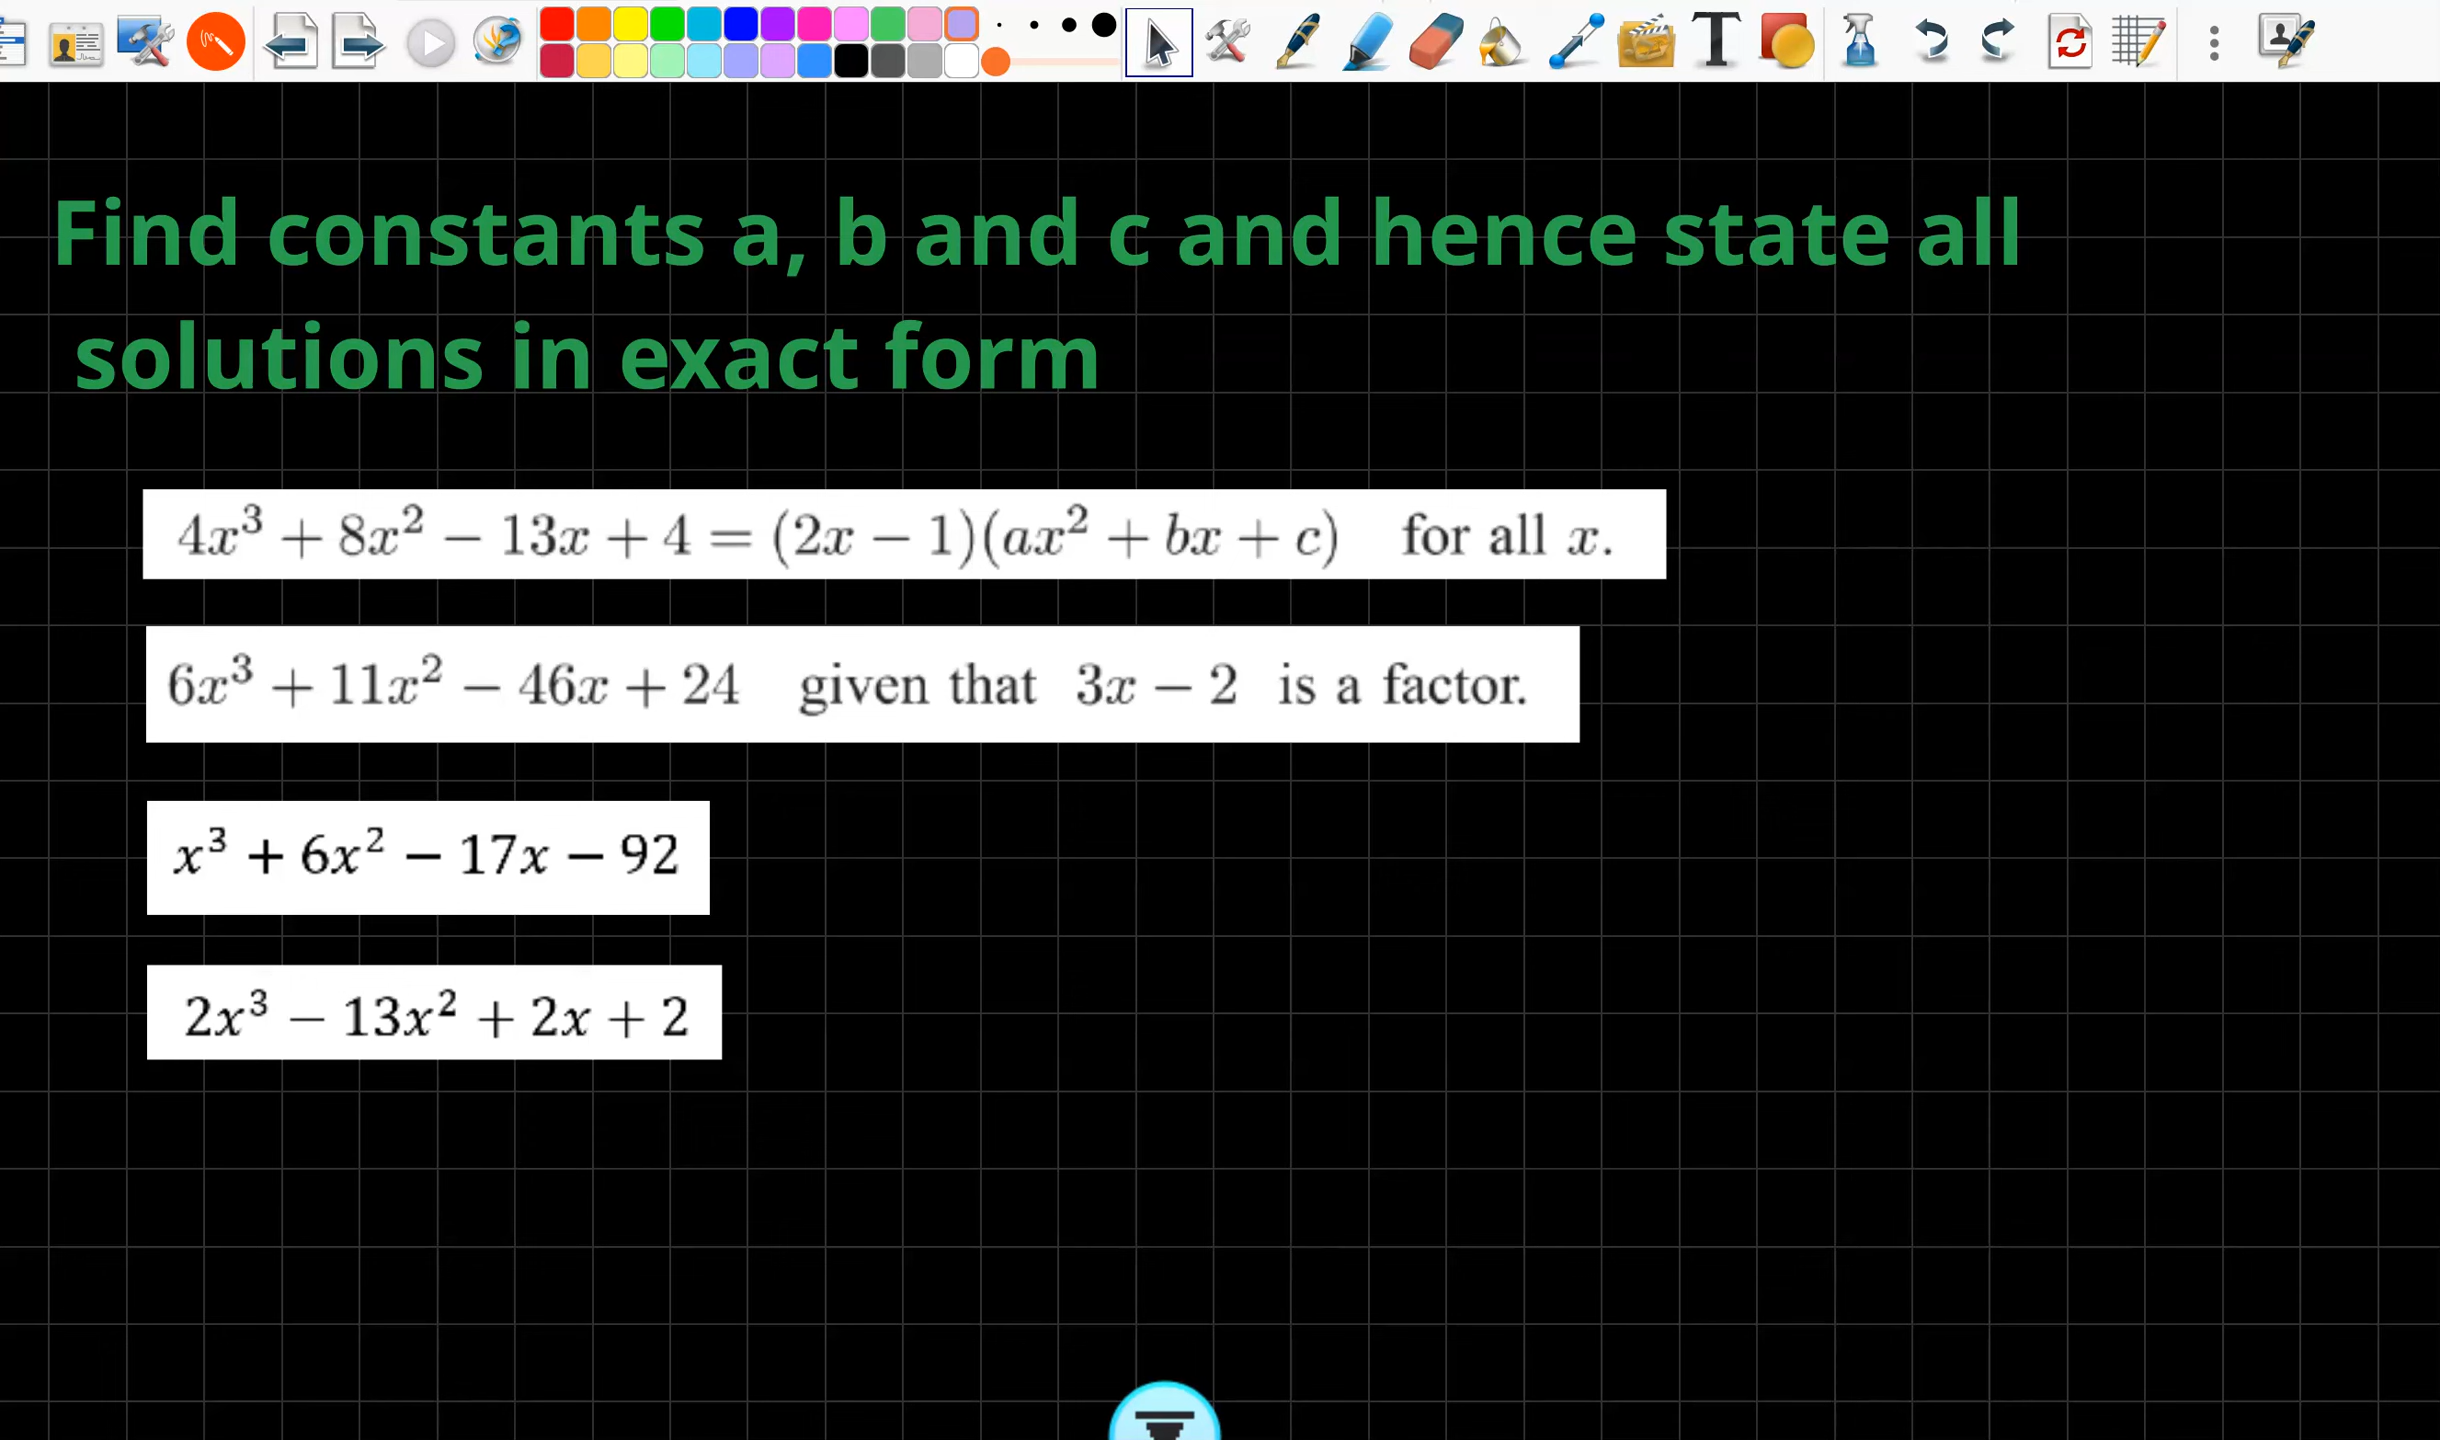 Find constants a, b and c and hence state all
solutions in exact form
4x³ + 8x² − 13x + 4 = (2x − 1)(ax² + bx + c) for all x.
6x³ + 11x² − 46x + 24 given that 3x − 2 is a factor.
x³ + 6x² − 17x − 92
2x³ − 13x² + 2x + 2